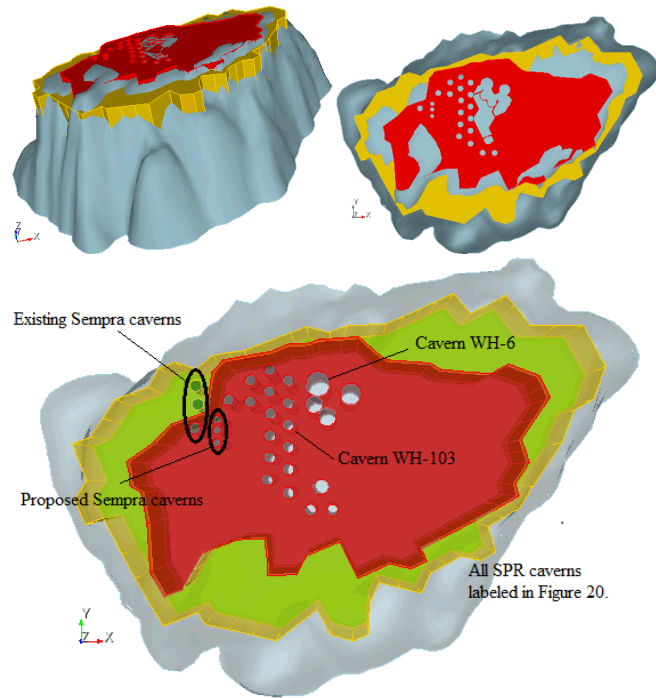 Z
X
Y
Z
X
Existing Sempra caverns
Cavern WH-6
Cavern WH-103
Proposed Sempra caverns
All SPR caverns
labeled in Figure 20.
Y
Z
X